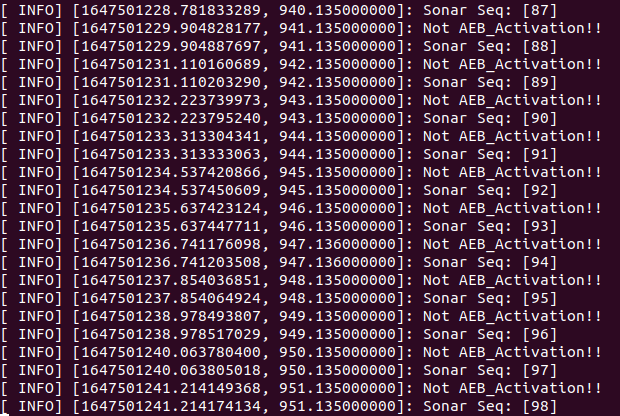 [ INFO] [1647501228.781833289, 940.135000000]: Sonar Seq: [87]
[ INFO] [1647501229.904828177, 941.135000000]: Not AEB_Activation!!
[ INFO] [1647501229.904887697, 941.135000000]: Sonar Seq: [88]
[ INFO] [1647501231.110160689, 942.135000000]: Not AEB_Activation!!
[ INFO] [1647501231.110203290, 942.135000000]: Sonar Seq: [89]
[ INFO] [1647501232.223739973, 943.135000000]: Not AEB_Activation!!
[ INFO] [1647501232.223795240, 943.135000000]: Sonar Seq: [90]
[ INFO] [1647501233.313304341, 944.135000000]: Not AEB_Activation!!
[ INFO] [1647501233.313333063, 944.135000000]: Sonar Seq: [91]
[ INFO] [1647501234.537420866, 945.135000000]: Not AEB_Activation!!
[ INFO] [1647501234.537450609, 945.135000000]: Sonar Seq: [92]
[ INFO] [1647501235.637423124, 946.135000000]: Not AEB_Activation!!
[ INFO] [1647501235.637447711, 946.135000000]: Sonar Seq: [93]
[ INFO] [1647501236.741176098, 947.136000000]: Not AEB_Activation!!
[ INFO] [1647501236.741203508, 947.136000000]: Sonar Seq: [94]
[ INFO] [1647501237.854036851, 948.135000000]: Not AEB_Activation!!
[ INFO] [1647501237.854064924, 948.135000000]: Sonar Seq: [95]
[ INFO] [1647501238.978493807, 949.135000000]: Not AEB_Activation!!
[ INFO] [1647501238.978517029, 949.135000000]: Sonar Seq: [96]
[ INFO] [1647501240.063780400, 950.135000000]: Not AEB_Activation!!
[ INFO] [1647501240.063805018, 950.135000000]: Sonar Seq: [97]
[ INFO] [1647501241.214149368, 951.135000000]: Not AEB_Activation!!
[ INFO] [1647501241.214174134, 951.135000000]: Sonar Seq: [98]